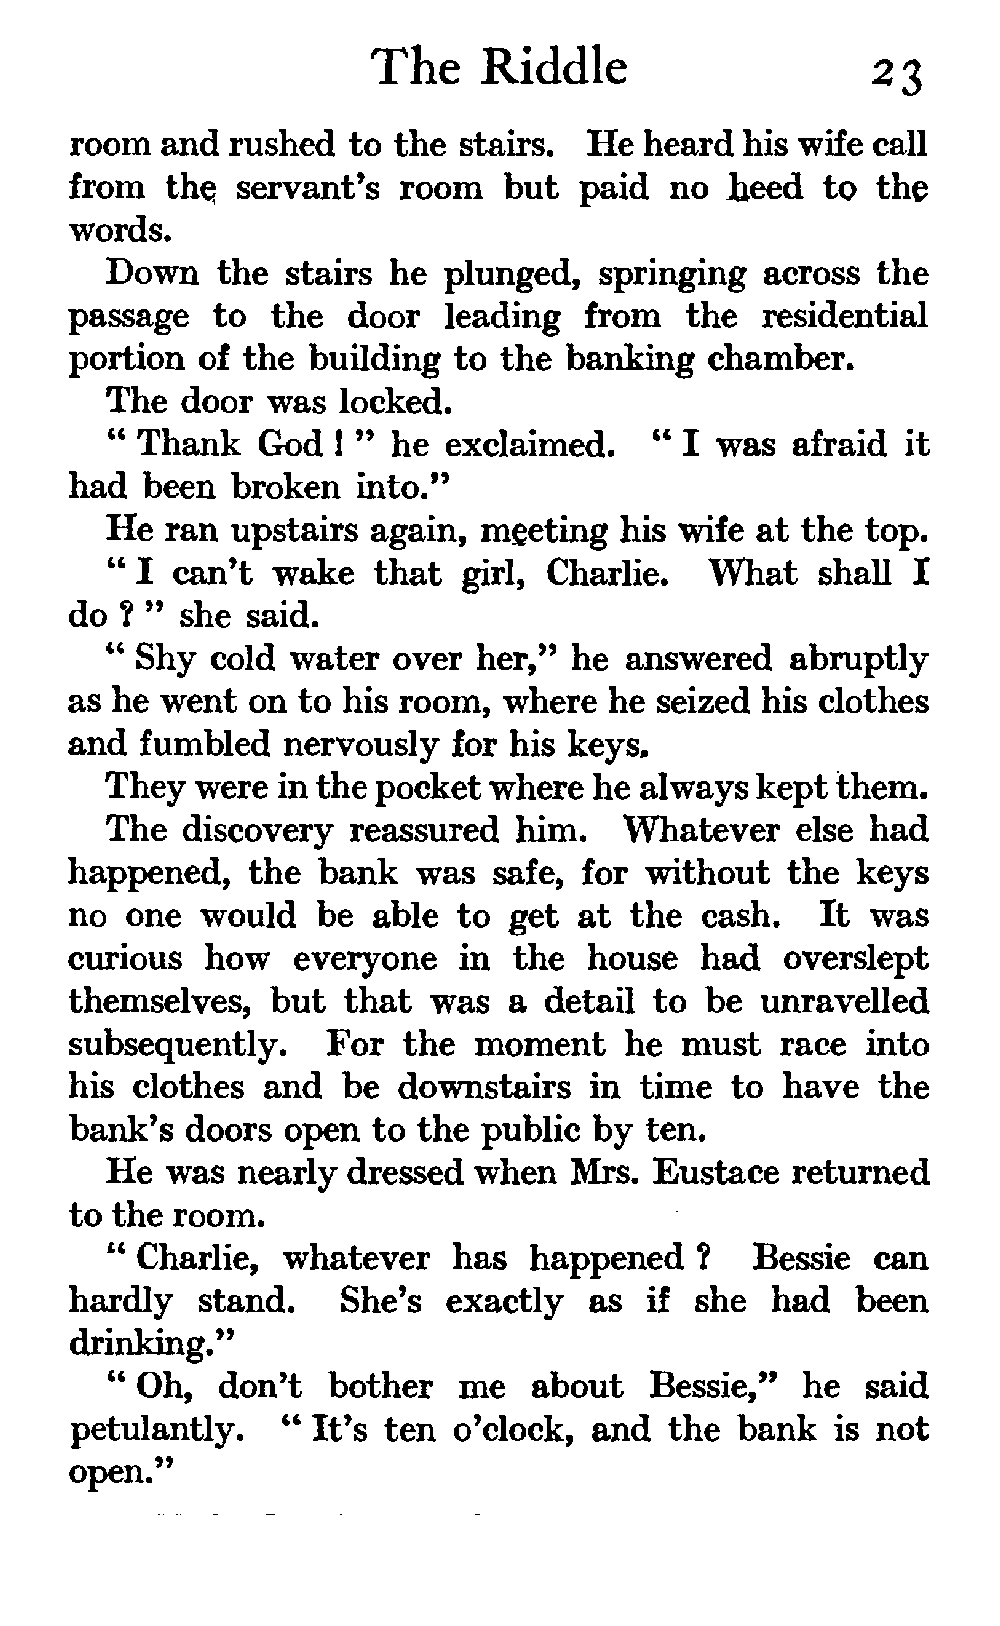 The Riddle 23
room and rushed to the stairs. He heard his wife call
from the servant's room but paid no heed to the
words.
Down the stairs he plunged, springing across the
passage to the door leading from the residential
portion of the building to the banking chamber.
The door was locked.
“ Thank God ! ” he exclaimed. “ I was afraid it
had been broken into.”
He ran upstairs again, meeting his wife at the top.
“ I can't wake that girl, Charlie. What shall I
do ? ” she said.
“ Shy cold water over her,” he answered abruptly
as he went on to his room, where he seized his clothes
and fumbled nervously for his keys.
They were in the pocket where he always kept them.
The discovery reassured him. Whatever else had
happened, the bank was safe, for without the keys
no one would be able to get at the cash. It was
curious how everyone in the house had overslept
themselves, but that was a detail to be unravelled
subsequently. For the moment he must race into
his clothes and be downstairs in time to have the
bank's doors open to the public by ten.
He was nearly dressed when Mrs. Eustace returned
to the room.
“ Charlie, whatever has happened ? Bessie can
hardly stand. She's exactly as if she had been
drinking.”
“ Oh, don't bother me about Bessie,” he said
petulantly. “ It's ten o'clock, and the bank is not
open.”